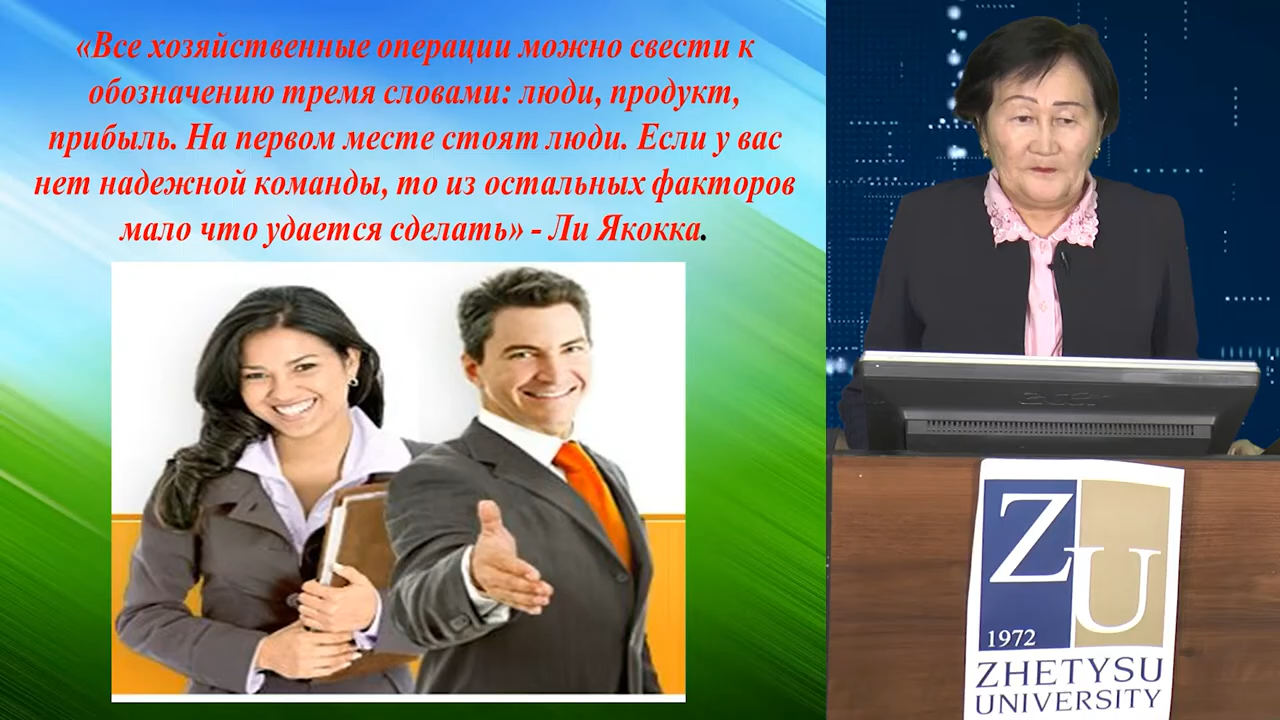 «Все хозяйственные операции можно свести к
обозначению тремя словами: люди, продукт,
прибыль. На первом месте стоят люди. Если у вас
нет надежной команды, то из остальных факторов
мало что удается сделать» - Ли Якокка.
acer
ZU
1972
ZHETYSU
UNIVERSITY